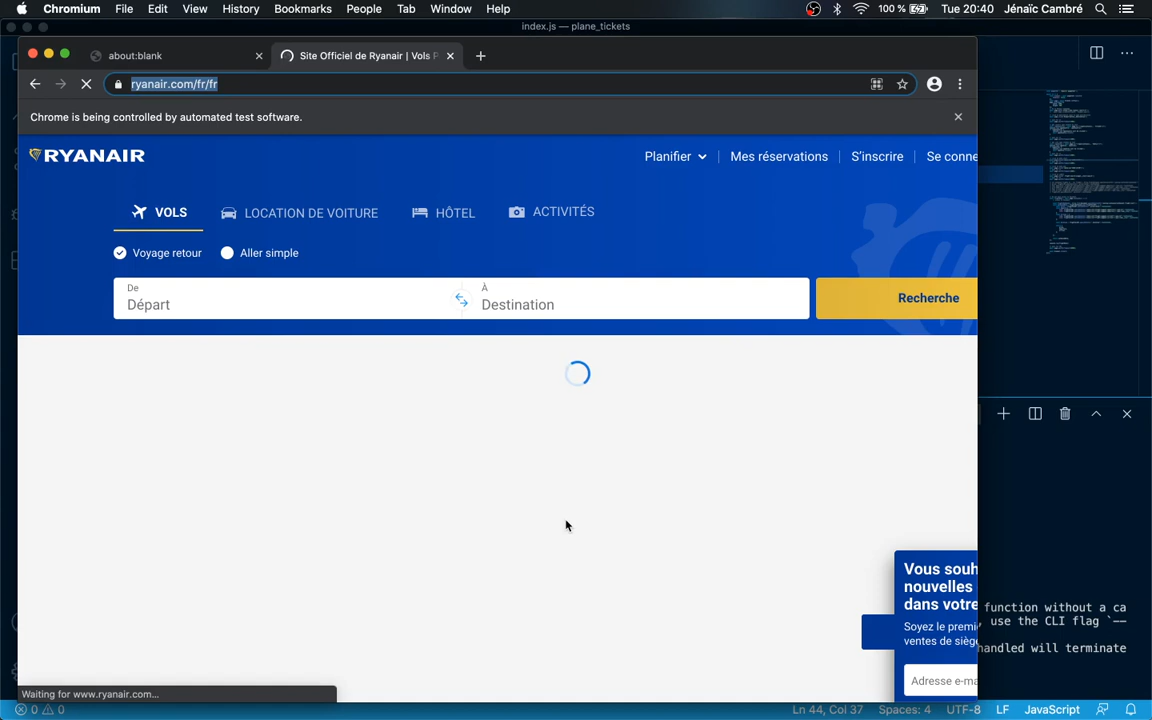 Chromium File Edit View History Bookmarks People Tab Window Help 100 % Tue 20:40 Jénaïc Cambré
index.js — plane_tickets
about:blank Site Officiel de Ryanair | Vols P
ryanair.com/fr/fr
Chrome is being controlled by automated test software.
RYANAIR Planifier Mes réservations S'inscrire Se conne
VOLS LOCATION DE VOITURE HÔTEL ACTIVITÉS
Voyage retour Aller simple
De À
Départ Destination Recherche
Vous souh
nouvelles
dans votre
Soyez le premi
ventes de sièg
Adresse e-ma
function without a ca
, use the CLI flag `--
handled will terminate
Waiting for www.ryanair.com...
0 0 Ln 44, Col 37 Spaces: 4 UTF-8 LF JavaScript